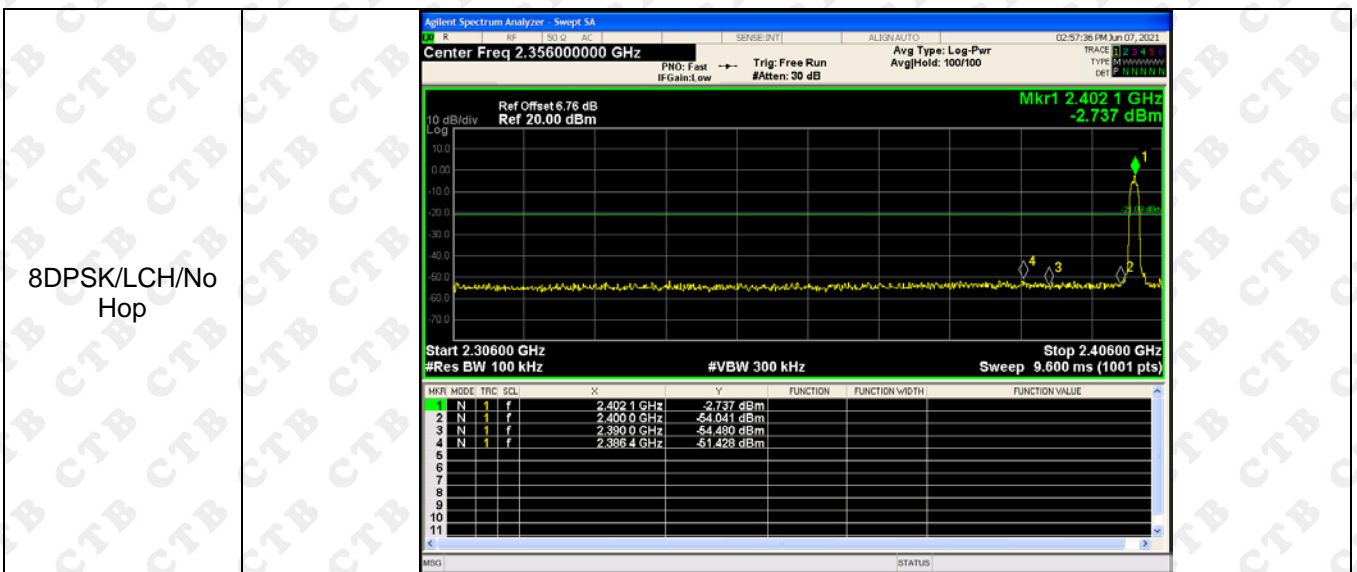 8DPSK/LCH/No
Hop
Agilent Spectrum Analyzer - Swept SA
R RF 50 Ω AC SENSE:INT ALIGN AUTO 02:57:36 PM Jun 07, 2021
Center Freq 2.356000000 GHz
PNO: Fast
IFGain:Low
Trig: Free Run
#Atten: 30 dB
Avg Type: Log-Pwr
Avg|Hold: 100/100
TRACE 1 2 3 4 5 6
TYPE M WWWWW
DET P N N N N N
Ref Offset 6.76 dB
10 dB/div Ref 20.00 dBm
Log
Mkr1 2.402 1 GHz
-2.737 dBm
10.0
0.00
-10.0
-20.0
-30.0
-40.0
-50.0
-60.0
-70.0
1
4
3
2
Start 2.30600 GHz Stop 2.40600 GHz
#Res BW 100 kHz #VBW 300 kHz Sweep 9.600 ms (1001 pts)
MKR MODE TRC SCL X Y FUNCTION FUNCTION WIDTH FUNCTION VALUE
1 N 1 f 2.402 1 GHz -2.737 dBm
2 N 1 f 2.400 0 GHz -54.041 dBm
3 N 1 f 2.390 0 GHz -54.480 dBm
4 N 1 f 2.386 4 GHz -51.428 dBm
5
6
7
8
9
10
11
MSG STATUS
CTB